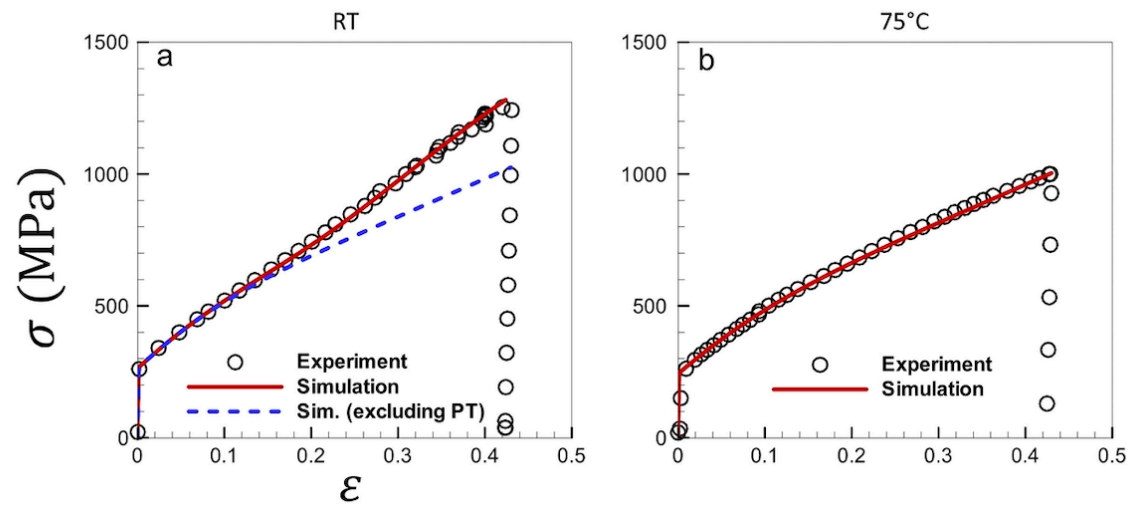 RT
75°C
a
b
1500
1000
500
0
σ (MPa)
Experiment
Simulation
Sim. (excluding PT)
0
0.1
0.2
0.3
0.4
0.5
ε
1500
1000
500
0
Experiment
Simulation
0
0.1
0.2
0.3
0.4
0.5